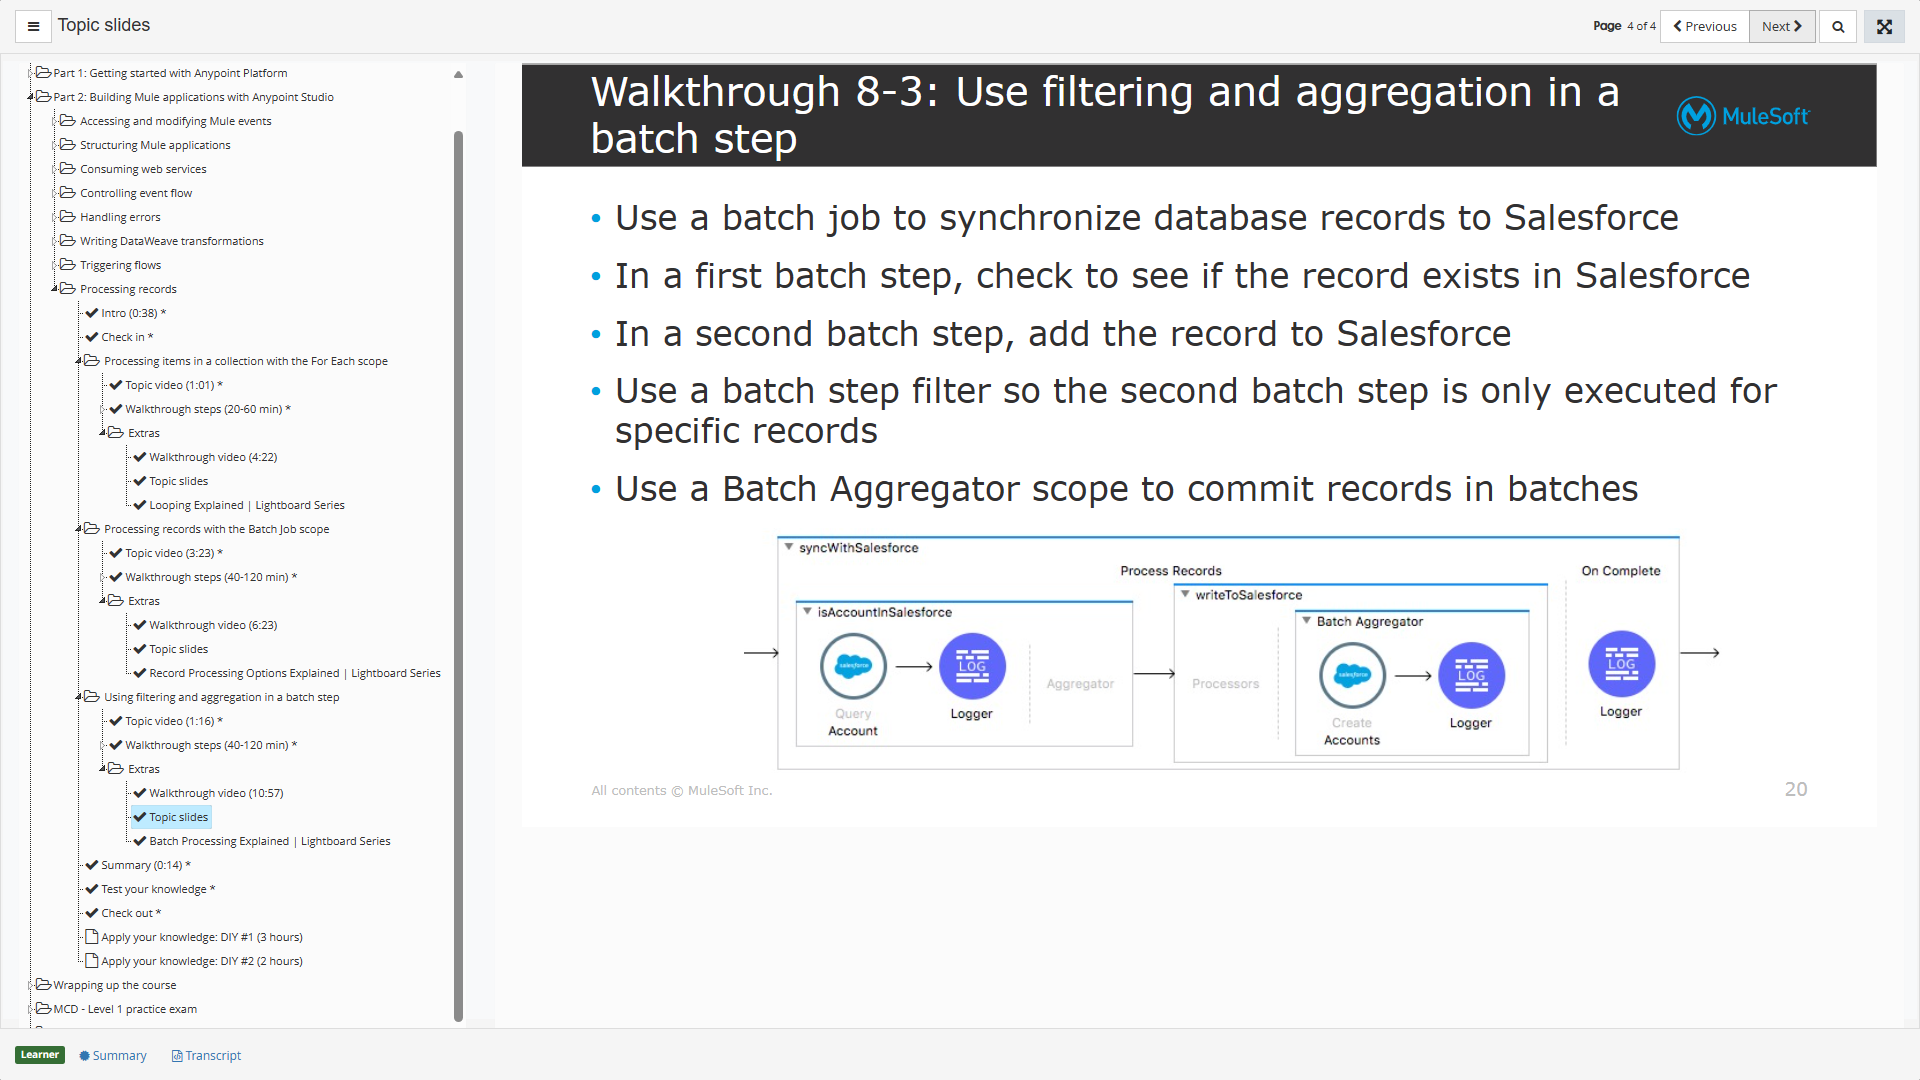 Topic slides
Page 4 of 4 Previous Next
Part 1: Getting started with Anypoint Platform
Part 2: Building Mule applications with Anypoint Studio
Accessing and modifying Mule events
Structuring Mule applications
Consuming web services
Controlling event flow
Handling errors
Writing DataWeave transformations
Triggering flows
Processing records
Intro (0:38) *
Check in *
Processing items in a collection with the For Each scope
Topic video (1:01) *
Walkthrough steps (20-60 min) *
Extras
Walkthrough video (4:22)
Topic slides
Looping Explained | Lightboard Series
Processing records with the Batch Job scope
Topic video (3:23) *
Walkthrough steps (40-120 min) *
Extras
Walkthrough video (6:23)
Topic slides
Record Processing Options Explained | Lightboard Series
Using filtering and aggregation in a batch step
Topic video (1:16) *
Walkthrough steps (40-120 min) *
Extras
Walkthrough video (10:57)
Topic slides
Batch Processing Explained | Lightboard Series
Summary (0:14) *
Test your knowledge *
Check out *
Apply your knowledge: DIY #1 (3 hours)
Apply your knowledge: DIY #2 (2 hours)
Wrapping up the course
MCD - Level 1 practice exam
Walkthrough 8-3: Use filtering and aggregation in a
batch step
MuleSoft
• Use a batch job to synchronize database records to Salesforce
• In a first batch step, check to see if the record exists in Salesforce
• In a second batch step, add the record to Salesforce
• Use a batch step filter so the second batch step is only executed for
specific records
• Use a Batch Aggregator scope to commit records in batches
syncWithSalesforce
Process Records
On Complete
isAccountInSalesforce
salesforce
Query
Account
LOG
Logger
Aggregator
writeToSalesforce
Processors
Batch Aggregator
salesforce
Create
Accounts
LOG
Logger
LOG
Logger
All contents © MuleSoft Inc.
20
Learner Summary Transcript